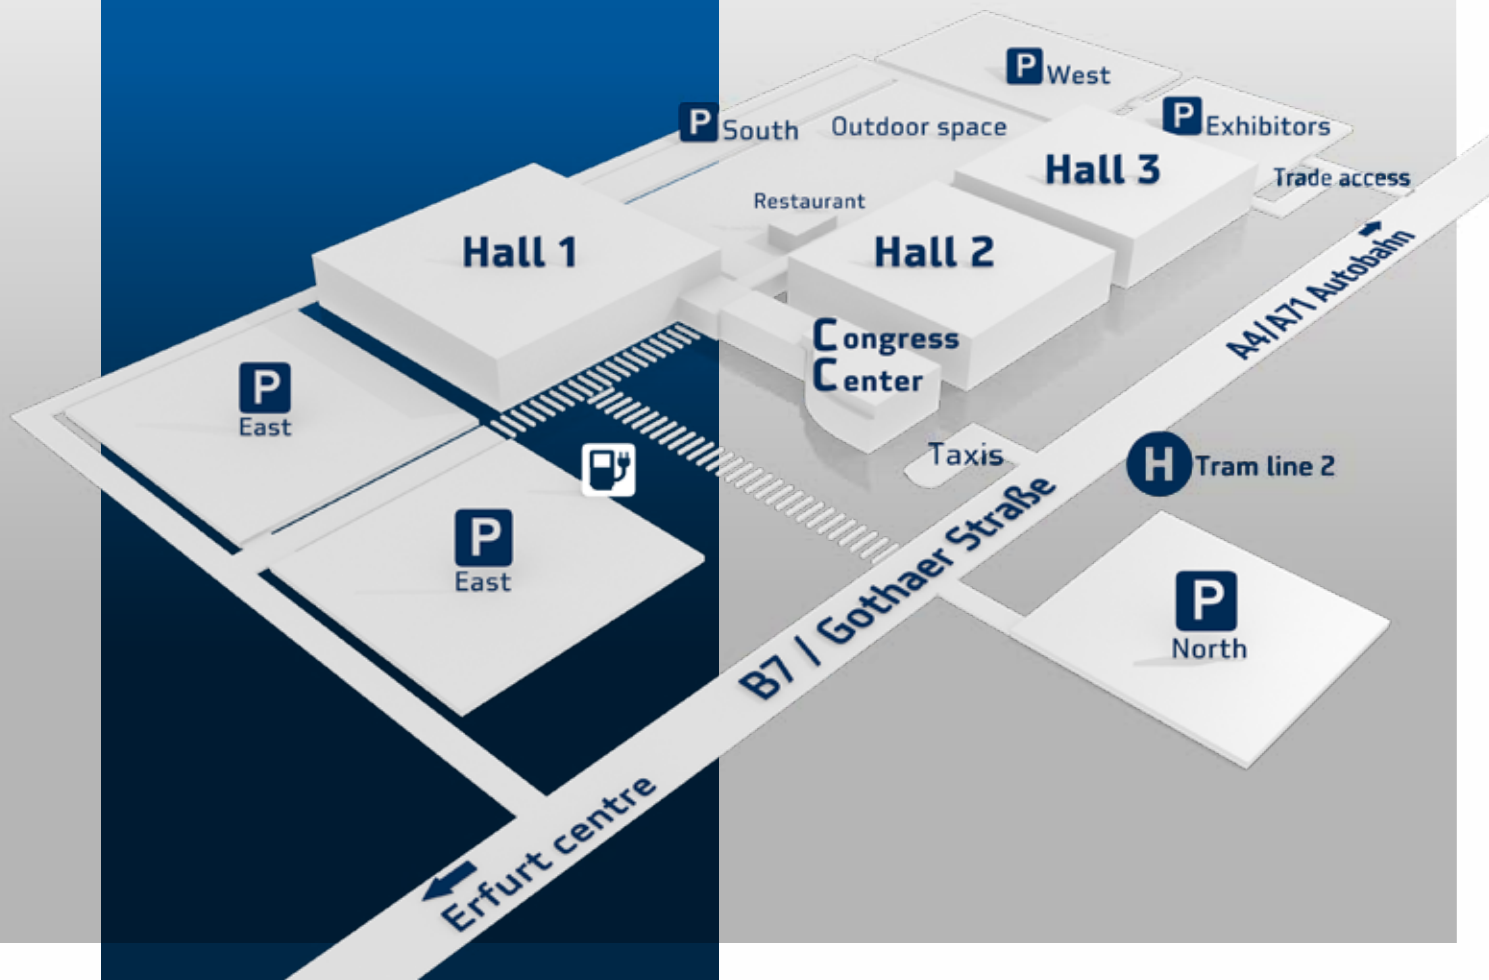 P West
P South
Outdoor space
P Exhibitors
Hall 3
Trade access
Restaurant
Hall 1
Hall 2
A4/A71 Autobahn
Congress
Center
P
East
Taxis
H Tram line 2
P
East
B7 / Gothaer Straße
P
North
Erfurt centre